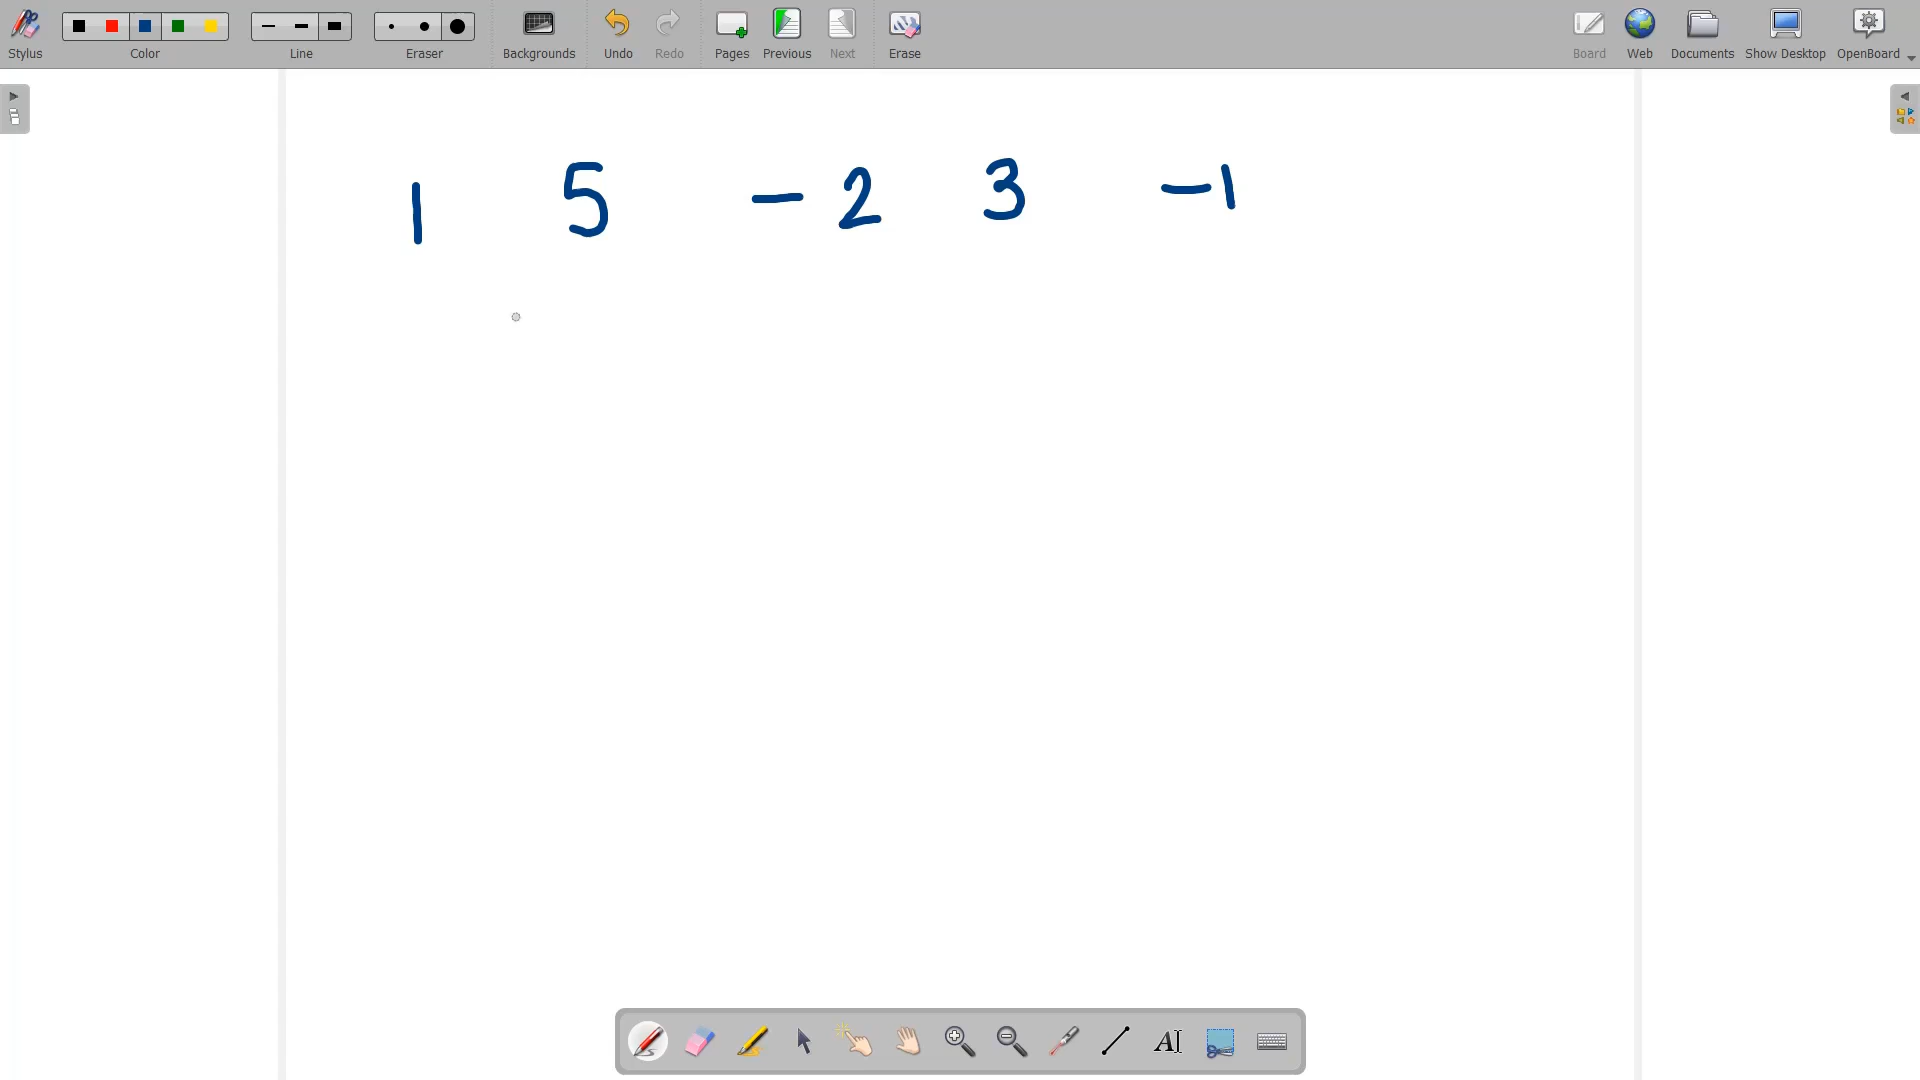 Stylus Color Line Eraser Backgrounds Undo Redo Pages Previous Next Erase Board Web Documents Show Desktop OpenBoard
1 5 -2 3 -1
A